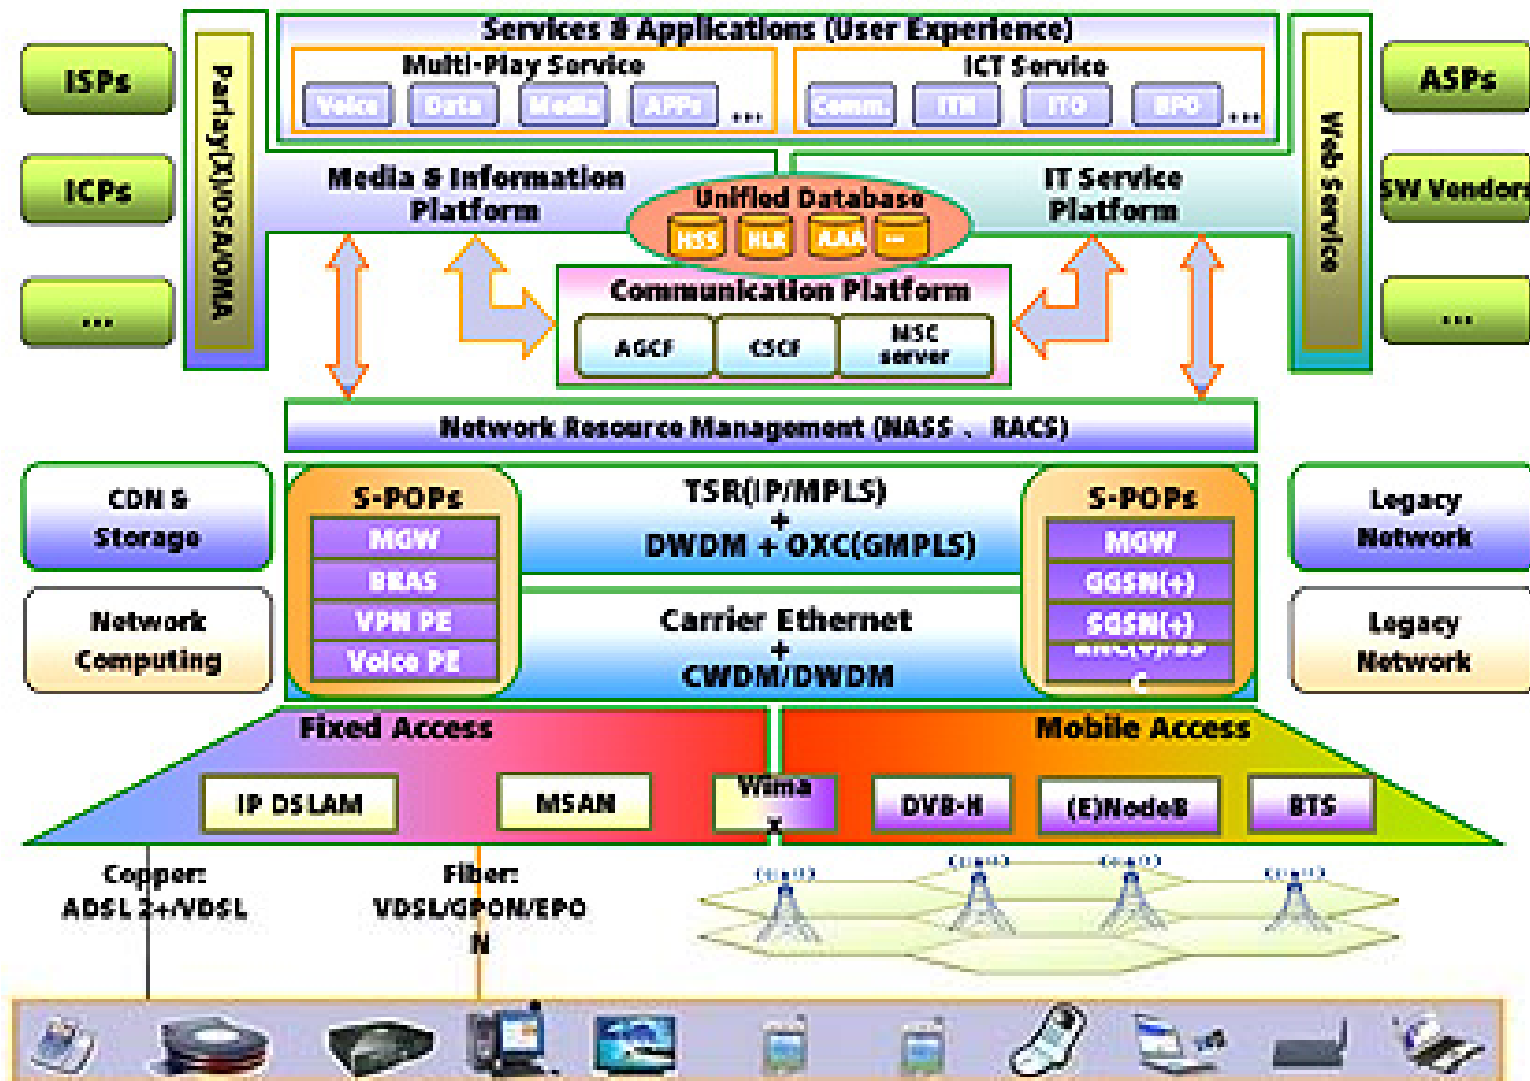 Services & Applications (User Experience)
Multi-Play Service
ICT Service
Voice
Data
Media
APPs
...
Comm.
ITH
ITO
BPO
...
ISPs
ICPs
...
Parlay(X)/OSA/OMA
Media & Information
Platform
IT Service
Platform
Web Service
ASPs
SW Vendors
...
Unified Database
HSS
HLR
AAA
...
Communication Platform
AGCF
CSCF
MSC
server
Network Resource Management (NASS 、 RACS)
CDN &
Storage
Network
Computing
S-POPs
MGW
BRAS
VPN PE
Voice PE
TSR(IP/MPLS)
+
DWDM + OXC(GMPLS)
Carrier Ethernet
+
CWDM/DWDM
S-POPs
MGW
GGSN(+)
SGSN(+)
C
Legacy
Network
Legacy
Network
Fixed Access
Mobile Access
IP DSLAM
MSAN
Wima
x
DVB-H
(E)NodeB
BTS
Copper:
ADSL 2+/VDSL
Fiber:
VDSL/GPON/EPO
N